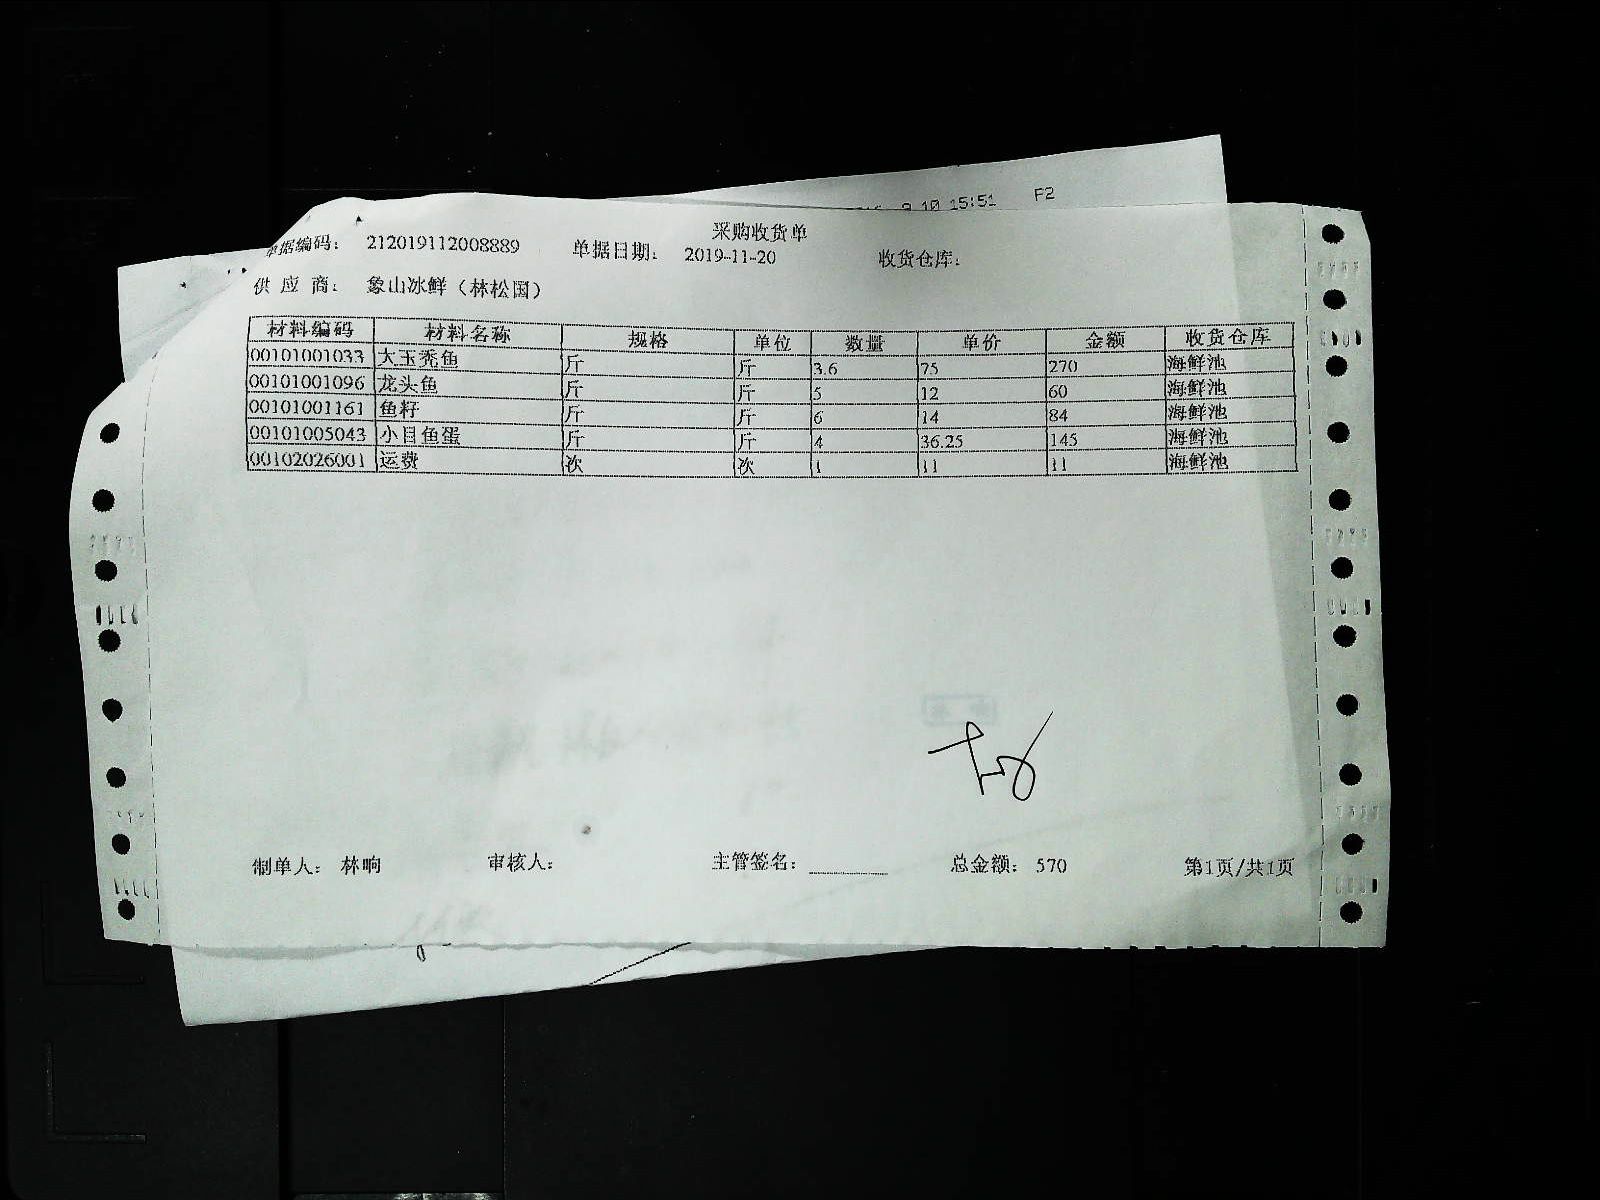 9 10 15:51 F2
采购收货单
单据编码： 212019112008889 单据日期： 2019-11-20 收货仓库：
供 应 商： 象山冰鲜（林松国）
材料编码 材料名称 规格 单位 数量 单价 金额 收货仓库
00101001033 大玉秃鱼 斤 斤 3.6 75 270 海鲜池
00101001096 龙头鱼 斤 斤 5 12 60 海鲜池
00101001161 鱼籽 斤 斤 6 14 84 海鲜池
00101005043 小目鱼蛋 斤 斤 4 36.25 145 海鲜池
00102026001 运费 次 次 1 11 11 海鲜池
制单人： 林响 审核人： 主管签名： 总金额： 570 第1页/共1页